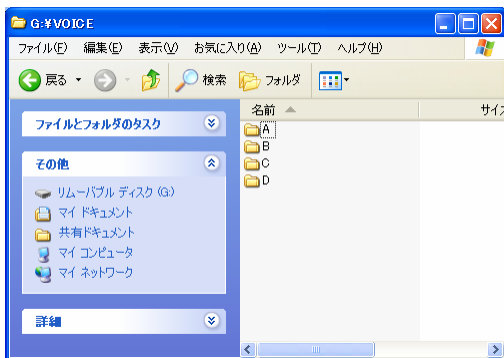 G:¥VOICE
ファイル(F) 編集(E) 表示(V) お気に入り(A) ツール(T) ヘルプ(H)
戻る 検索 フォルダ
ファイルとフォルダのタスク
その他
リムーバブル ディスク (G:)
マイ ドキュメント
共有ドキュメント
マイ コンピュータ
マイ ネットワーク
詳細
名前 サイズ
A
B
C
D